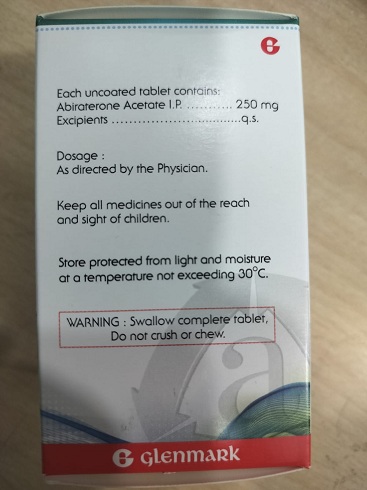 Each uncoated tablet contains:
Abiraterone Acetate I.P. ........... 250 mg
Excipients ..................................q.s.
Dosage :
As directed by the Physician.
Keep all medicines out of the reach
and sight of children.
Store protected from light and moisture
at a temperature not exceeding 30°C.
WARNING : Swallow complete tablet,
Do not crush or chew.
GLENMARK